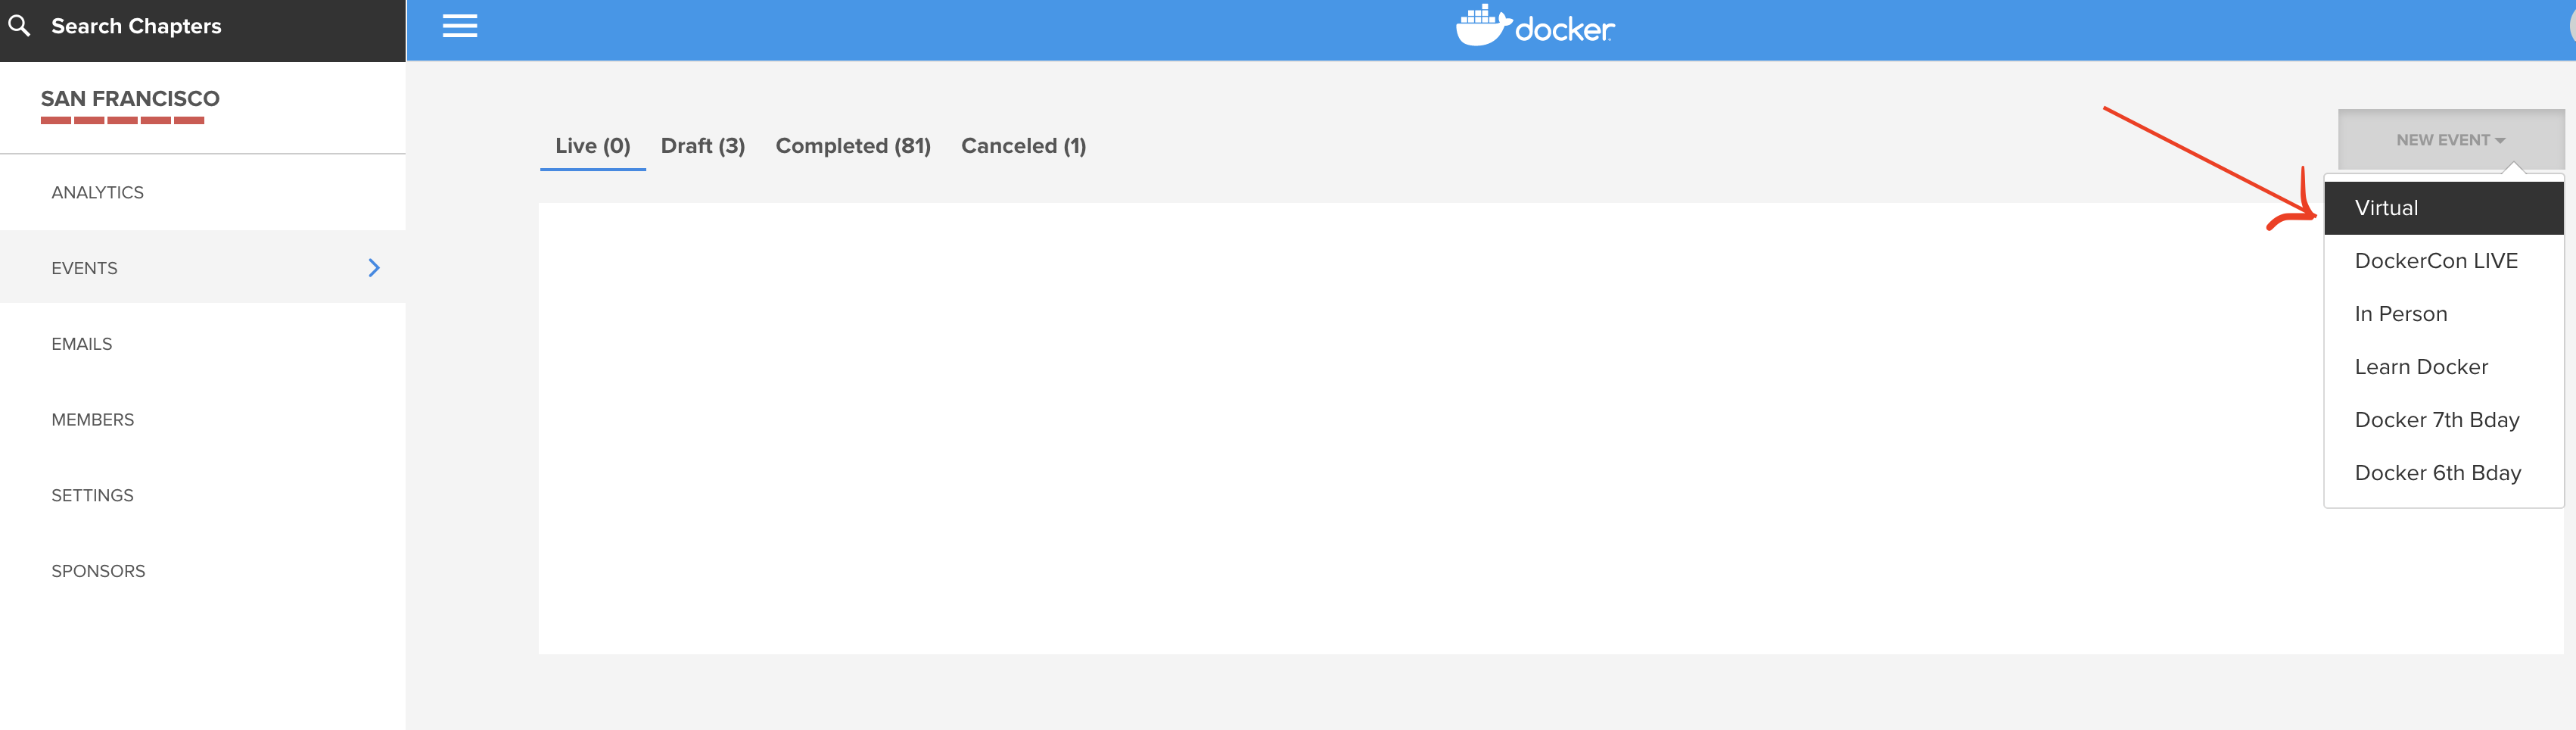 Search Chapters
docker
SAN FRANCISCO
Live (0) Draft (3) Completed (81) Canceled (1)
NEW EVENT
Virtual
DockerCon LIVE
In Person
Learn Docker
Docker 7th Bday
Docker 6th Bday
ANALYTICS
EVENTS
EMAILS
MEMBERS
SETTINGS
SPONSORS